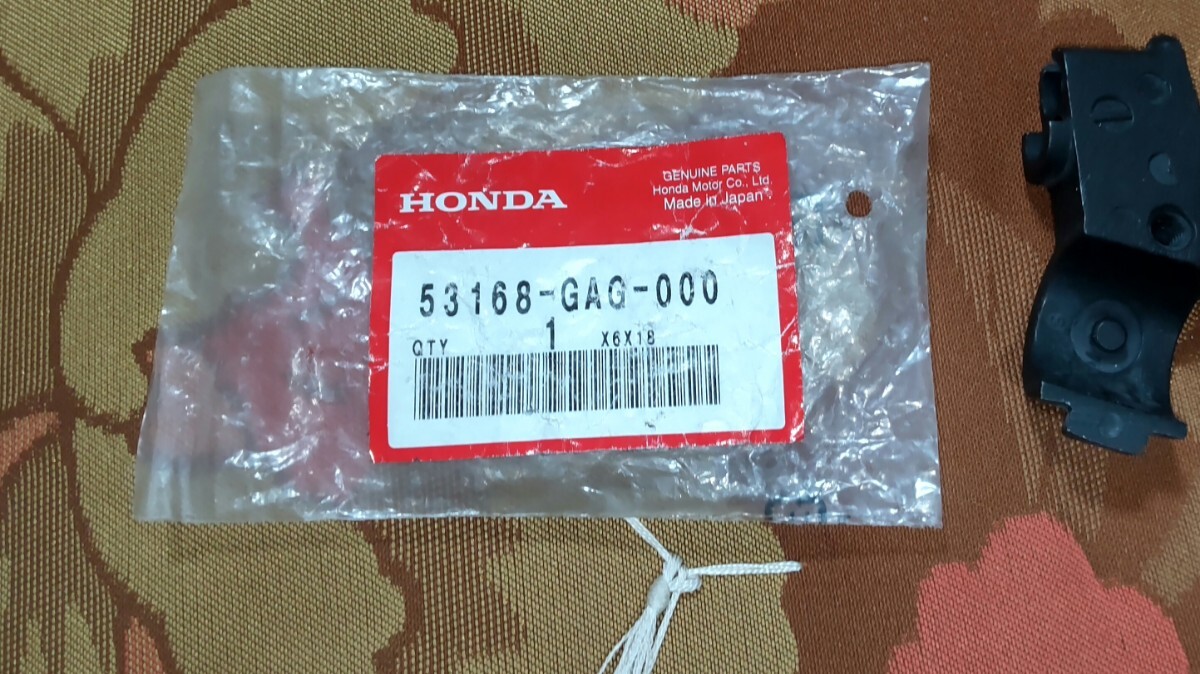 HONDA
GENUINE PARTS
Honda Motor Co., Ltd.
Made in Japan
53168-GAG-000
QTY 1 X6X18